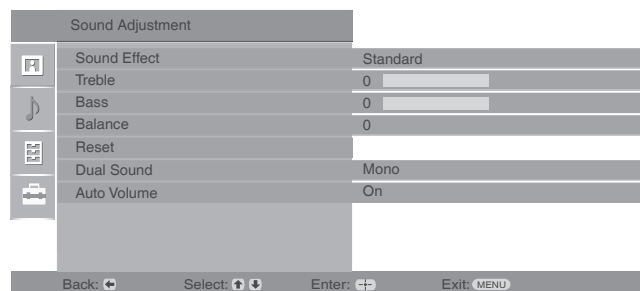 Sound Adjustment
Sound Effect Standard
Treble 0
Bass 0
Balance 0
Reset
Dual Sound Mono
Auto Volume On
Back: Select: Enter: Exit: MENU